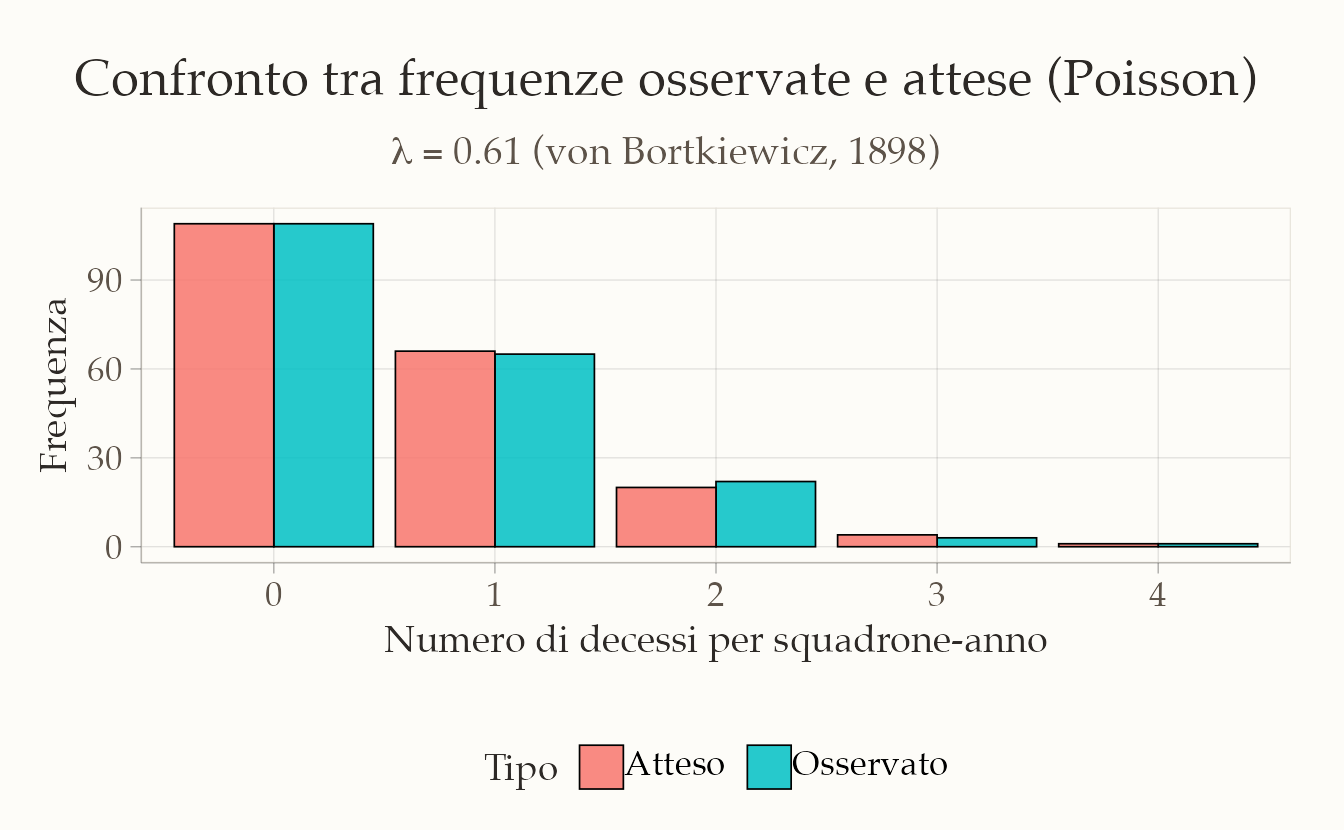 Confronto tra frequenze osservate e attese (Poisson)
λ = 0.61 (von Bortkiewicz, 1898)
Frequenza
90
60
30
0
0 1 2 3 4
Numero di decessi per squadrone-anno
Tipo Atteso Osservato